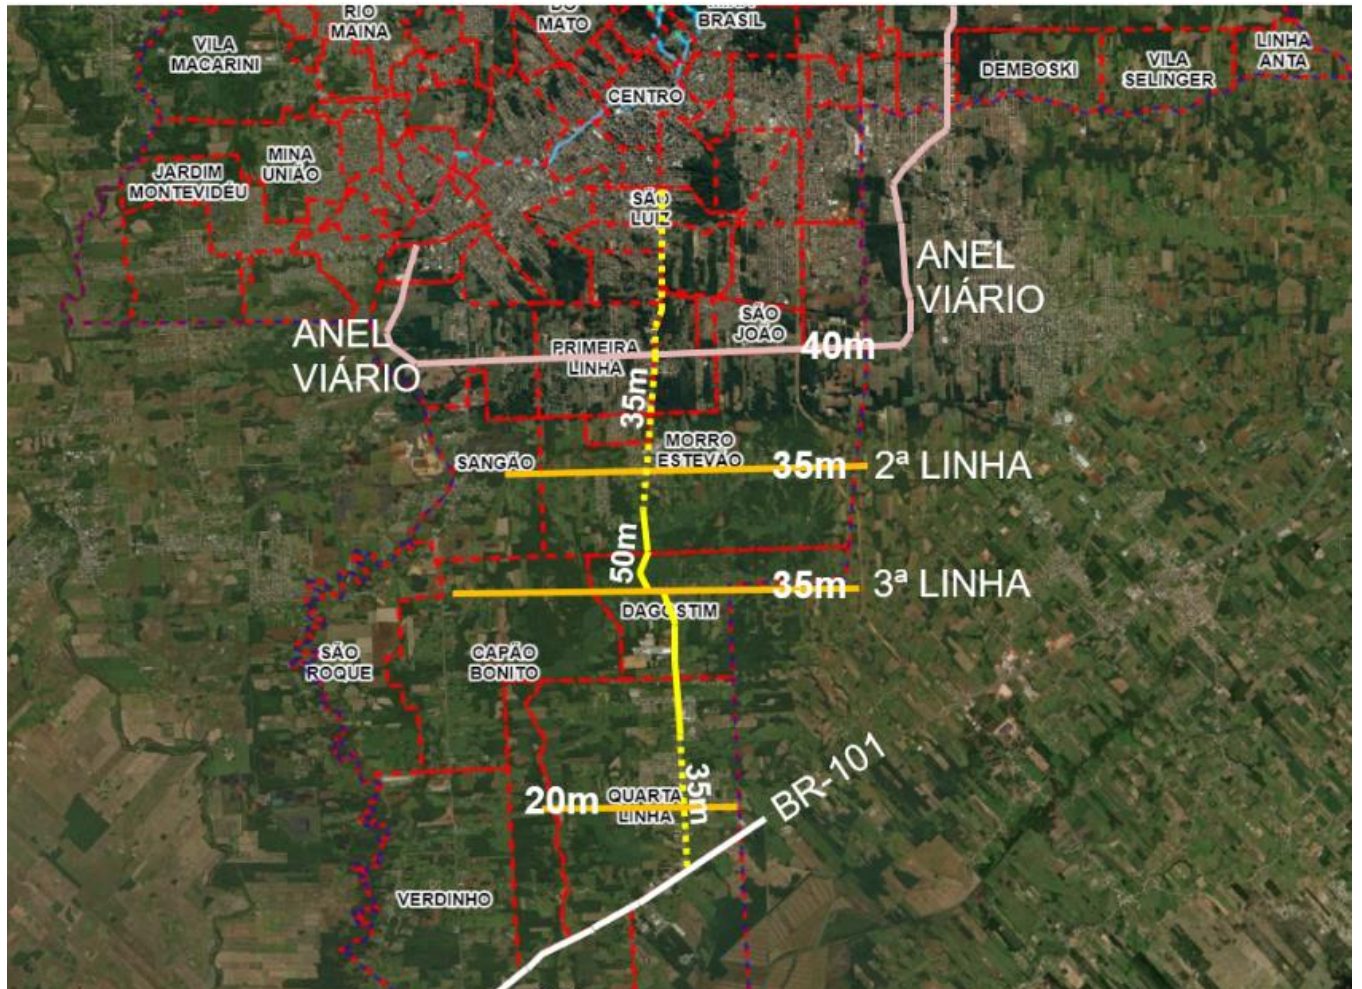 RIO
MAINA
DO
MATO
MINA
BRASIL
VILA
MACARINI
LINHA
ANTA
DEMBOSKI
VILA
SELINGER
CENTRO
MINA
UNIÃO
JARDIM
MONTEVIDÉU
SÃO
LUIZ
ANEL
VIÁRIO
SÃO
JOÃO
ANEL
VIÁRIO
PRIMEIRA
LINHA
40m
35m
MORRO
ESTEVÃO
SANGÃO
35m
2ª LINHA
50m
35m
3ª LINHA
DAGOSTIM
SÃO
ROQUE
CAPÃO
BONITO
BR-101
35m
20m
QUARTA
LINHA
VERDINHO